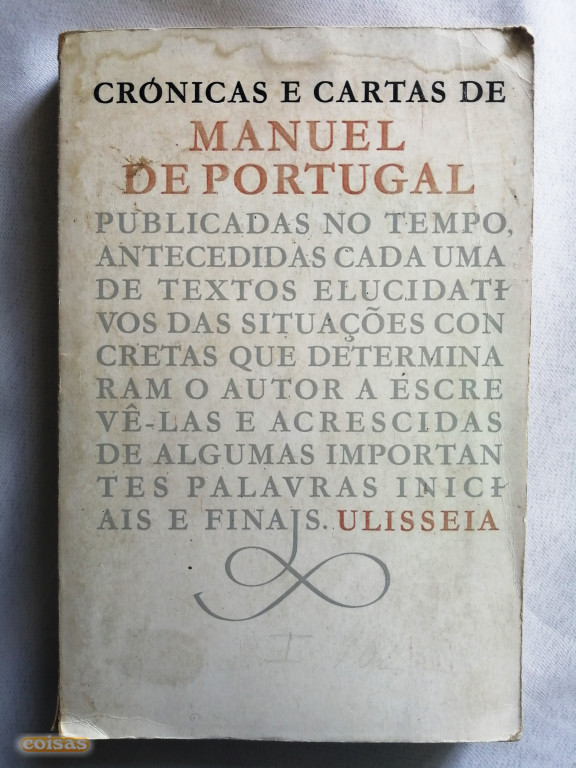 CRÓNICAS E CARTAS DE
MANUEL
DE PORTUGAL
PUBLICADAS NO TEMPO,
ANTECEDIDAS CADA UMA
DE TEXTOS ELUCIDATI
VOS DAS SITUAÇÕES CON
CRETAS QUE DETERMINA
RAM O AUTOR A ESCRE
VÊ-LAS E ACRESCIDAS
DE ALGUMAS IMPORTAN
TES PALAVRAS INICI
AIS E FINAIS. ULISSEIA
I
coisas